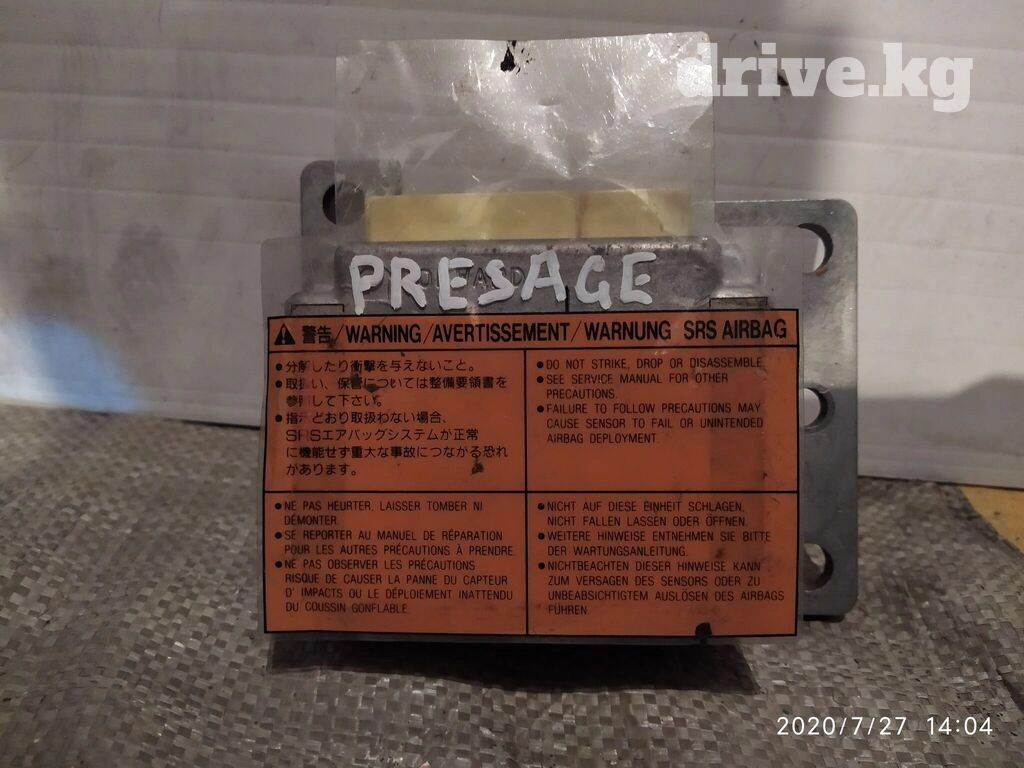 drive.kg
PRESAGE
警告/WARNING/AVERTISSEMENT/WARNUNG SRS AIRBAG
●分解したり衝撃を与えないこと。
●取扱い、保管については整備要領書を
参照して下さい。
●指示どおり取扱わない場合、
SRSエアバッグシステムが正常
に機能せず重大な事故につながる恐れ
があります。
●DO NOT STRIKE, DROP OR DISASSEMBLE
●SEE SERVICE MANUAL FOR OTHER
PRECAUTIONS.
●FAILURE TO FOLLOW PRECAUTIONS MAY
CAUSE SENSOR TO FAIL OR UNINTENDED
AIRBAG DEPLOYMENT.
●NE PAS HEURTER, LAISSER TOMBER NI
DÉMONTER.
●SE REPORTER AU MANUEL DE RÉPARATION
POUR LES AUTRES PRÉCAUTIONS À PRENDRE.
●NE PAS OBSERVER LES PRÉCAUTIONS
RISQUE DE CAUSER LA PANNE DU CAPTEUR
D' IMPACTS OU LE DÉPLOIEMENT INATTENDU
DU COUSSIN GONFLABLE.
●NICHT AUF DIESE EINHEIT SCHLAGEN,
NICHT FALLEN LASSEN ODER ÖFFNEN.
●WEITERE HINWEISE ENTNEHMEN SIE BITTE
DER WARTUNGSANLEITUNG.
●NICHTBEACHTEN DIESER HINWEISE KANN
ZUM VERSAGEN DES SENSORS ODER ZU
UNBEABSICHTIGTEM AUSLÖSEN DES AIRBAGS
FÜHREN.
2020/7/27 14:04